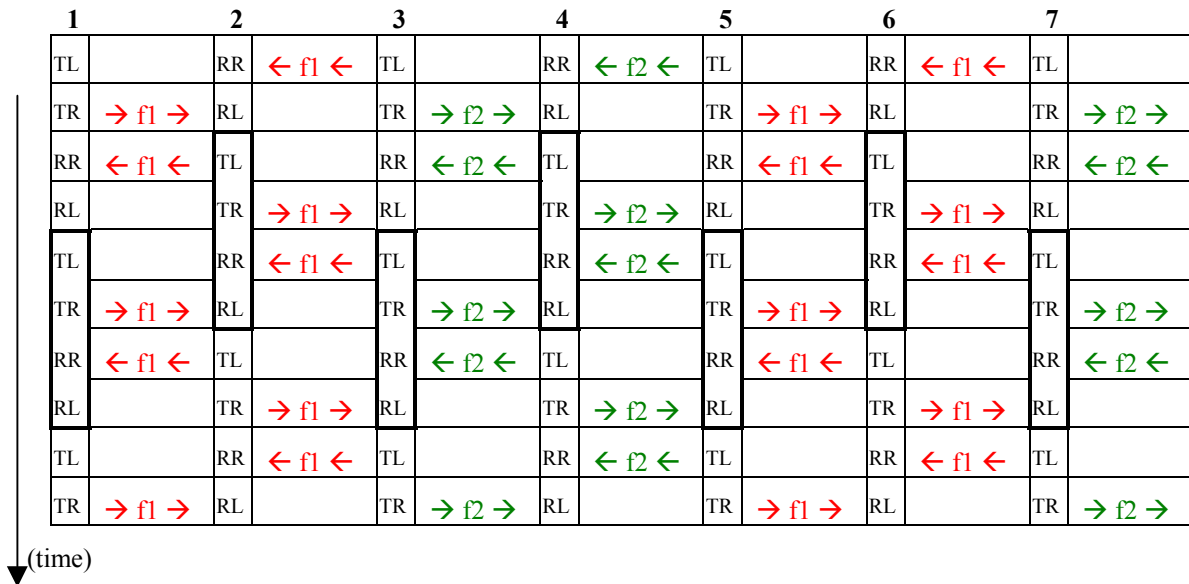 1 2 3 4 5 6 7
TL RR ← f1 ← TL RR ← f2 ← TL RR ← f1 ← TL
TR → f1 → RL TR → f2 → RL TR → f1 → RL TR → f2 →
RR ← f1 ← TL RR ← f2 ← TL RR ← f1 ← TL RR ← f2 ←
RL TR → f1 → RL TR → f2 → RL TR → f1 → RL
TL RR ← f1 ← TL RR ← f2 ← TL RR ← f1 ← TL
TR → f1 → RL TR → f2 → RL TR → f1 → RL TR → f2 →
RR ← f1 ← TL RR ← f2 ← TL RR ← f1 ← TL RR ← f2 ←
RL TR → f1 → RL TR → f2 → RL TR → f1 → RL
TL RR ← f1 ← TL RR ← f2 ← TL RR ← f1 ← TL
TR → f1 → RL TR → f2 → RL TR → f1 → RL TR → f2 →
(time)